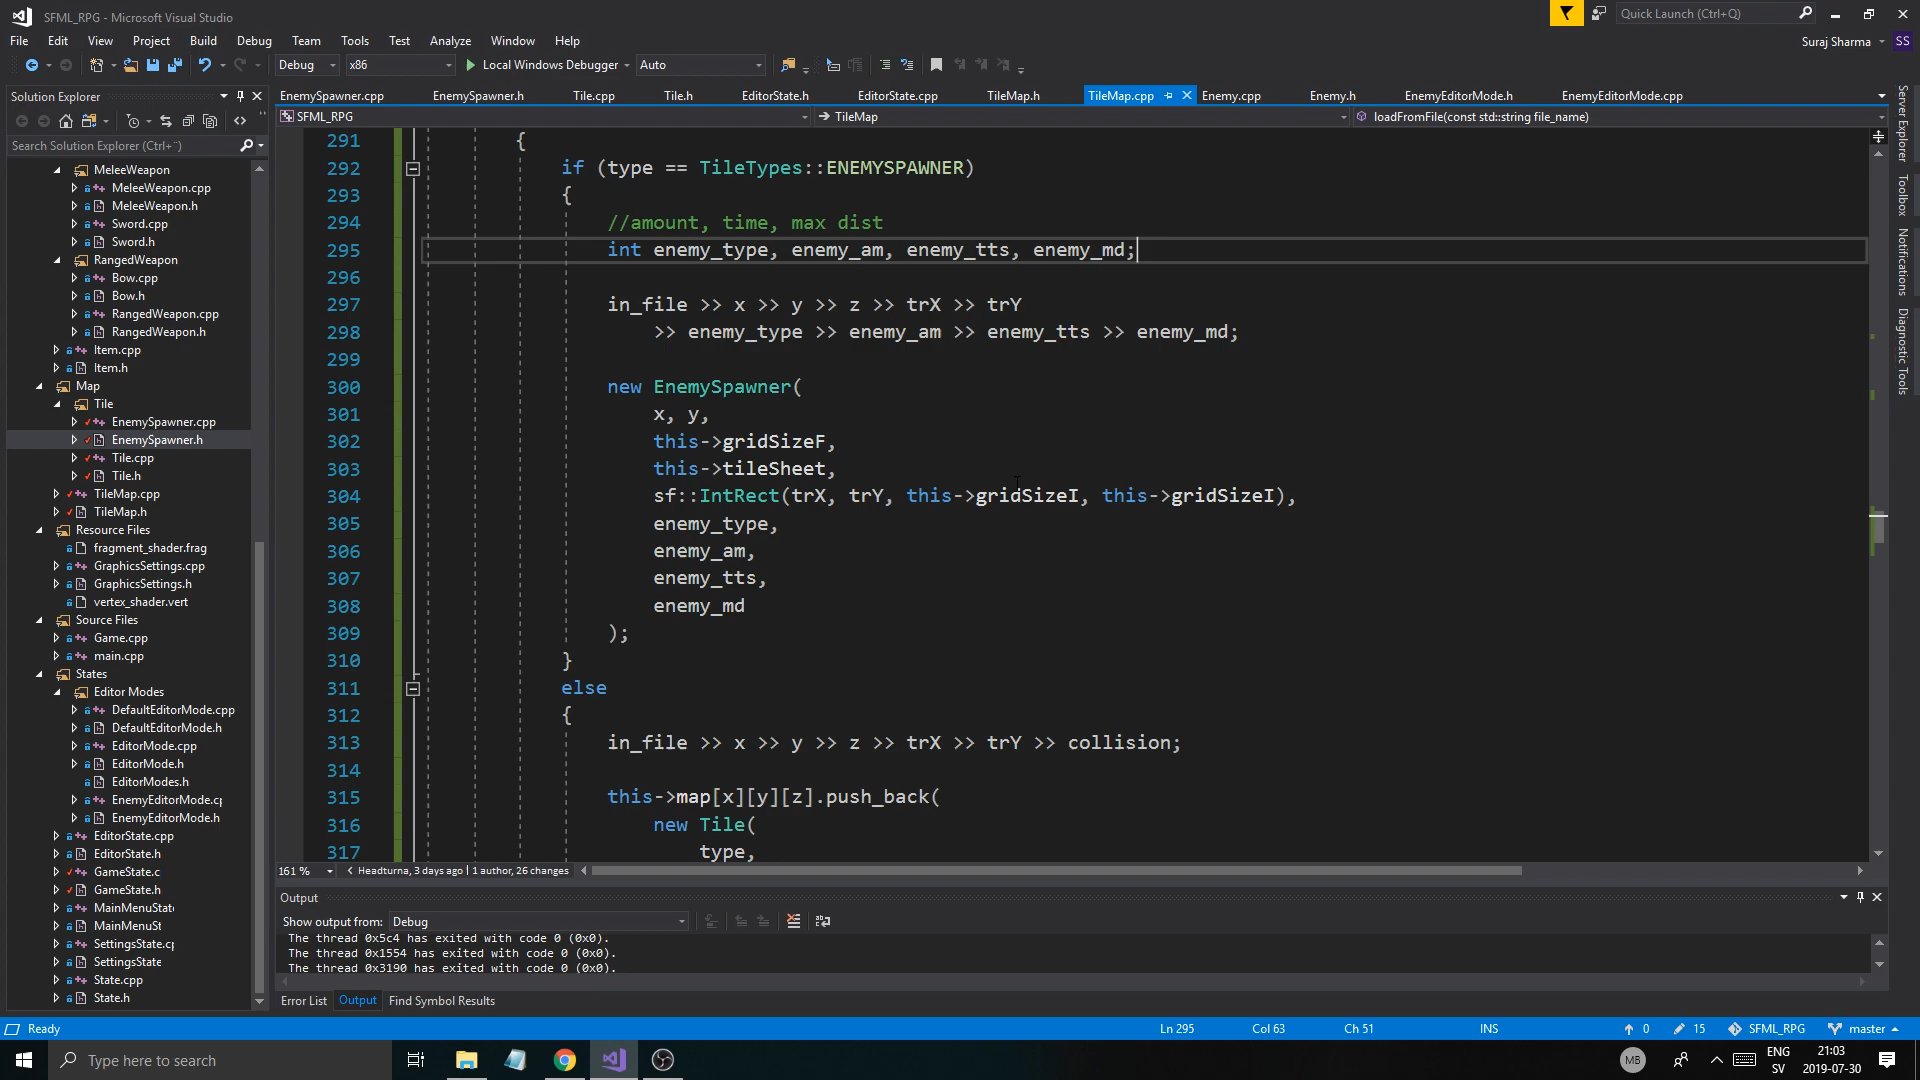 SFML_RPG - Microsoft Visual Studio
Quick Launch (Ctrl+Q)
File Edit View Project Build Debug Team Tools Test Analyze Window Help
Suraj Sharma SS
Debug x86 Local Windows Debugger Auto
Solution Explorer
EnemySpawner.cpp EnemySpawner.h Tile.cpp Tile.h EditorState.h EditorState.cpp TileMap.h TileMap.cpp Enemy.cpp Enemy.h EnemyEditorMode.h EnemyEditorMode.cpp
SFML_RPG TileMap loadFromFile(const std::string file_name)
Search Solution Explorer (Ctrl+¨)
MeleeWeapon
MeleeWeapon.cpp
MeleeWeapon.h
Sword.cpp
Sword.h
RangedWeapon
Bow.cpp
Bow.h
RangedWeapon.cpp
RangedWeapon.h
Item.cpp
Item.h
Map
Tile
EnemySpawner.cpp
EnemySpawner.h
Tile.cpp
Tile.h
TileMap.cpp
TileMap.h
Resource Files
fragment_shader.frag
GraphicsSettings.cpp
GraphicsSettings.h
vertex_shader.vert
Source Files
Game.cpp
main.cpp
States
Editor Modes
DefaultEditorMode.cpp
DefaultEditorMode.h
EditorMode.cpp
EditorMode.h
EditorModes.h
EnemyEditorMode.cp
EnemyEditorMode.h
EditorState.cpp
EditorState.h
GameState.c
GameState.h
MainMenuState
MainMenuSt
SettingsState.cp
SettingsState
State.cpp
State.h
291 {
292 if (type == TileTypes::ENEMYSPAWNER)
293 {
294 //amount, time, max dist
295 int enemy_type, enemy_am, enemy_tts, enemy_md;
296
297 in_file >> x >> y >> z >> trX >> trY
298 >> enemy_type >> enemy_am >> enemy_tts >> enemy_md;
299
300 new EnemySpawner(
301 x, y,
302 this->gridSizeF,
303 this->tileSheet,
304 sf::IntRect(trX, trY, this->gridSizeI, this->gridSizeI),
305 enemy_type,
306 enemy_am,
307 enemy_tts,
308 enemy_md
309 );
310 }
311 else
312 {
313 in_file >> x >> y >> z >> trX >> trY >> collision;
314
315 this->map[x][y][z].push_back(
316 new Tile(
317 type,
161 % Headturna, 3 days ago | 1 author, 26 changes
Server Explorer
Toolbox
Notifications
Diagnostic Tools
Output
Show output from: Debug
The thread 0x5c4 has exited with code 0 (0x0).
The thread 0x1554 has exited with code 0 (0x0).
The thread 0x3190 has exited with code 0 (0x0).
Error List Output Find Symbol Results
Ready Ln 295 Col 63 Ch 51 INS 0 15 SFML_RPG master
Type here to search
MB
ENG
SV
21:03
2019-07-30